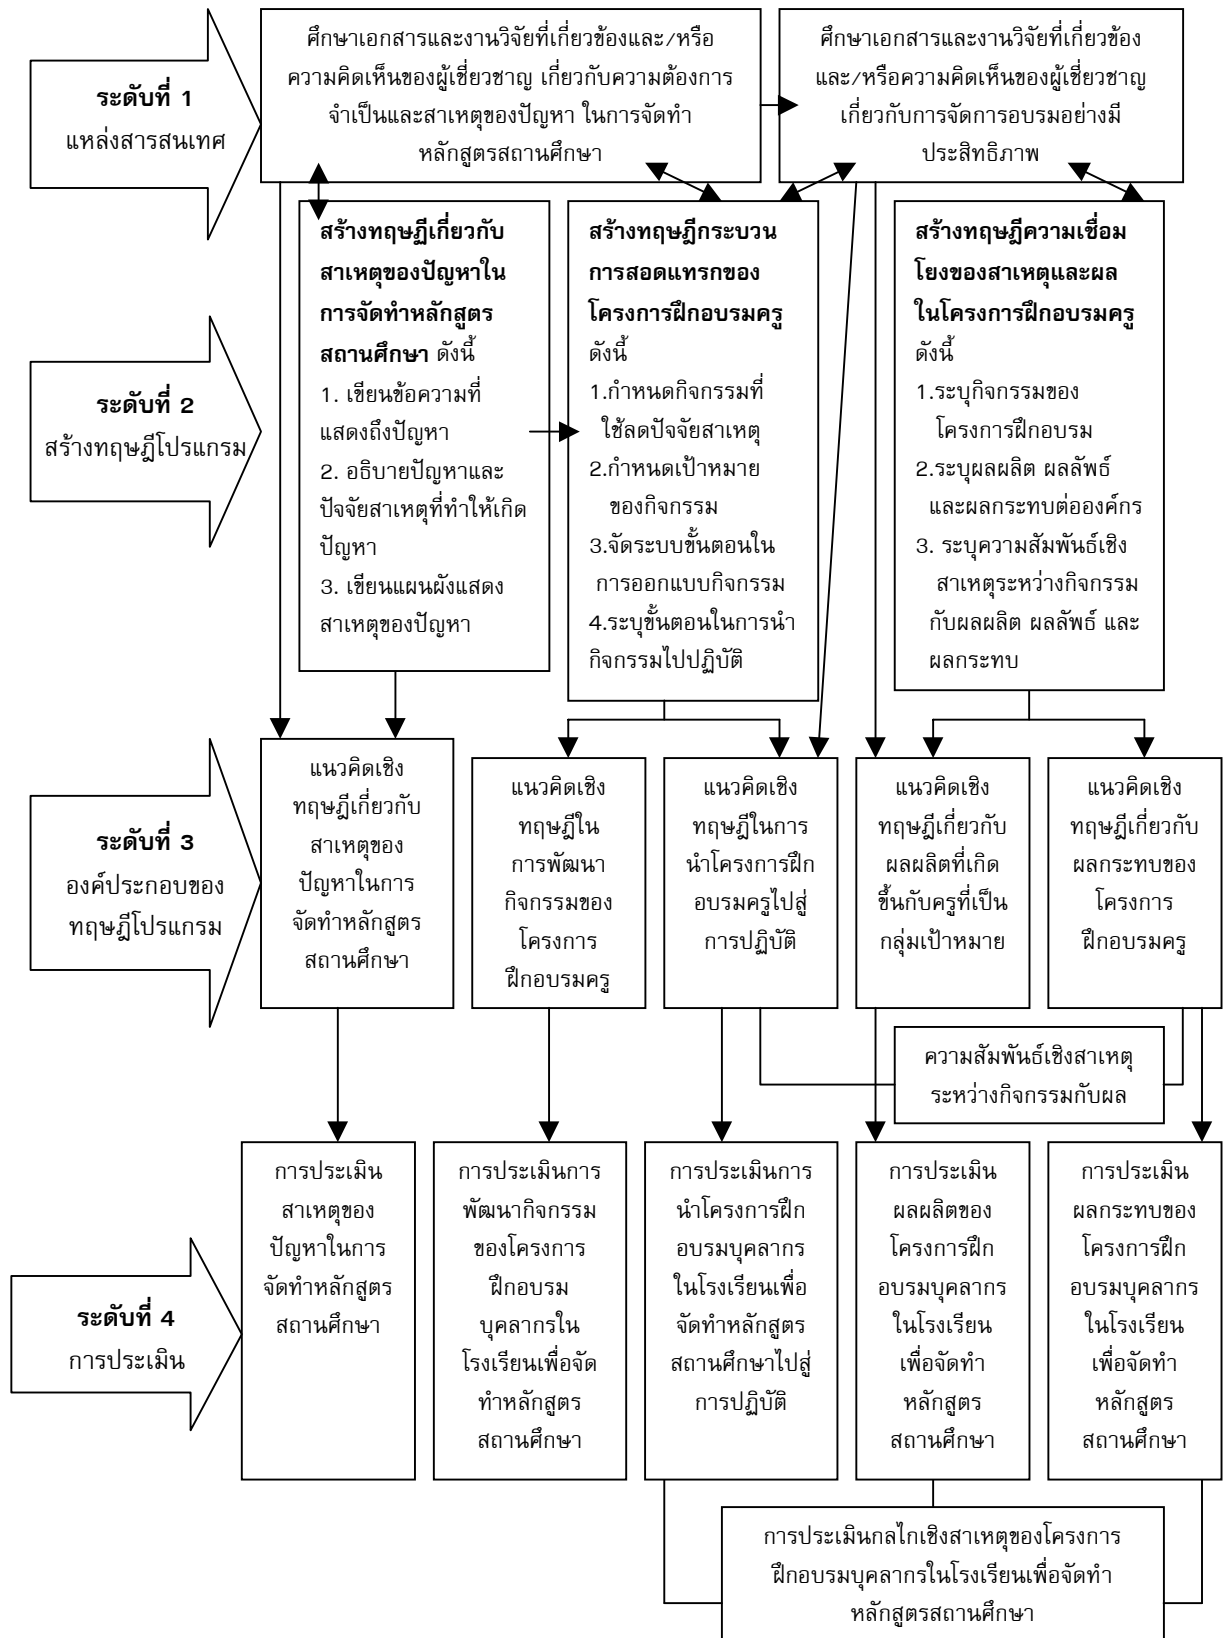 ระดับที่ 1
แหล่งสารสนเทศ
ศึกษาเอกสารและงานวิจัยที่เกี่ยวข้องและ/หรือ
ความคิดเห็นของผู้เชี่ยวชาญ เกี่ยวกับความต้องการ
จำเป็นและสาเหตุของปัญหา ในการจัดทำ
หลักสูตรสถานศึกษา
ศึกษาเอกสารและงานวิจัยที่เกี่ยวข้อง
และ/หรือความคิดเห็นของผู้เชี่ยวชาญ
เกี่ยวกับการจัดการอบรมอย่างมี
ประสิทธิภาพ
ระดับที่ 2
สร้างทฤษฎีโปรแกรม
สร้างทฤษฏีเกี่ยวกับ
สาเหตุของปัญหาใน
การจัดทำหลักสูตร
สถานศึกษา ดังนี้
1. เขียนข้อความที่
แสดงถึงปัญหา
2. อธิบายปัญหาและ
ปัจจัยสาเหตุที่ทำให้เกิด
ปัญหา
3. เขียนแผนผังแสดง
สาเหตุของปัญหา
สร้างทฤษฎีกระบวน
การสอดแทรกของ
โครงการฝึกอบรมครู
ดังนี้
1.กำหนดกิจกรรมที่
ใช้ลดปัจจัยสาเหตุ
2.กำหนดเป้าหมาย
ของกิจกรรม
3.จัดระบบขั้นตอนใน
การออกแบบกิจกรรม
4.ระบุขั้นตอนในการนำ
กิจกรรมไปปฏิบัติ
สร้างทฤษฎีความเชื่อม
โยงของสาเหตุและผล
ในโครงการฝึกอบรมครู
ดังนี้
1.ระบุกิจกรรมของ
โครงการฝึกอบรม
2.ระบุผลผลิต ผลลัพธ์
และผลกระทบต่อองค์กร
3. ระบุความสัมพันธ์เชิง
สาเหตุระหว่างกิจกรรม
กับผลผลิต ผลลัพธ์ และ
ผลกระทบ
ระดับที่ 3
องค์ประกอบของ
ทฤษฎีโปรแกรม
แนวคิดเชิง
ทฤษฎีเกี่ยวกับ
สาเหตุของ
ปัญหาในการ
จัดทำหลักสูตร
สถานศึกษา
แนวคิดเชิง
ทฤษฎีใน
การพัฒนา
กิจกรรมของ
โครงการ
ฝึกอบรมครู
แนวคิดเชิง
ทฤษฎีในการ
นำโครงการฝึก
อบรมครูไปสู่
การปฏิบัติ
แนวคิดเชิง
ทฤษฎีเกี่ยวกับ
ผลผลิตที่เกิด
ขึ้นกับครูที่เป็น
กลุ่มเป้าหมาย
แนวคิดเชิง
ทฤษฎีเกี่ยวกับ
ผลกระทบของ
โครงการ
ฝึกอบรมครู
ความสัมพันธ์เชิงสาเหตุ
ระหว่างกิจกรรมกับผล
ระดับที่ 4
การประเมิน
การประเมิน
สาเหตุของ
ปัญหาในการ
จัดทำหลักสูตร
สถานศึกษา
การประเมินการ
พัฒนากิจกรรม
ของโครงการ
ฝึกอบรม
บุคลากรใน
โรงเรียนเพื่อจัด
ทำหลักสูตร
สถานศึกษา
การประเมินการ
นำโครงการฝึก
อบรมบุคลากร
ในโรงเรียนเพื่อ
จัดทำหลักสูตร
สถานศึกษาไปสู่
การปฏิบัติ
การประเมิน
ผลผลิตของ
โครงการฝึก
อบรมบุคลากร
ในโรงเรียน
เพื่อจัดทำ
หลักสูตร
สถานศึกษา
การประเมิน
ผลกระทบของ
โครงการฝึก
อบรมบุคลากร
ในโรงเรียน
เพื่อจัดทำ
หลักสูตร
สถานศึกษา
การประเมินกลไกเชิงสาเหตุของโครงการ
ฝึกอบรมบุคลากรในโรงเรียนเพื่อจัดทำ
หลักสูตรสถานศึกษา